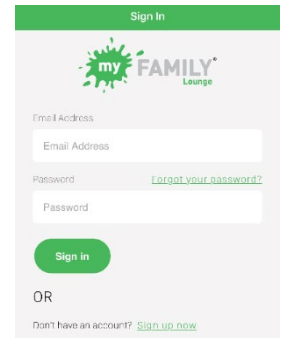 Sign In
my FAMILY
Lounge
Email Address
Email Address
Password Forgot your password?
Password
Sign in
OR
Don't have an account? Sign up now